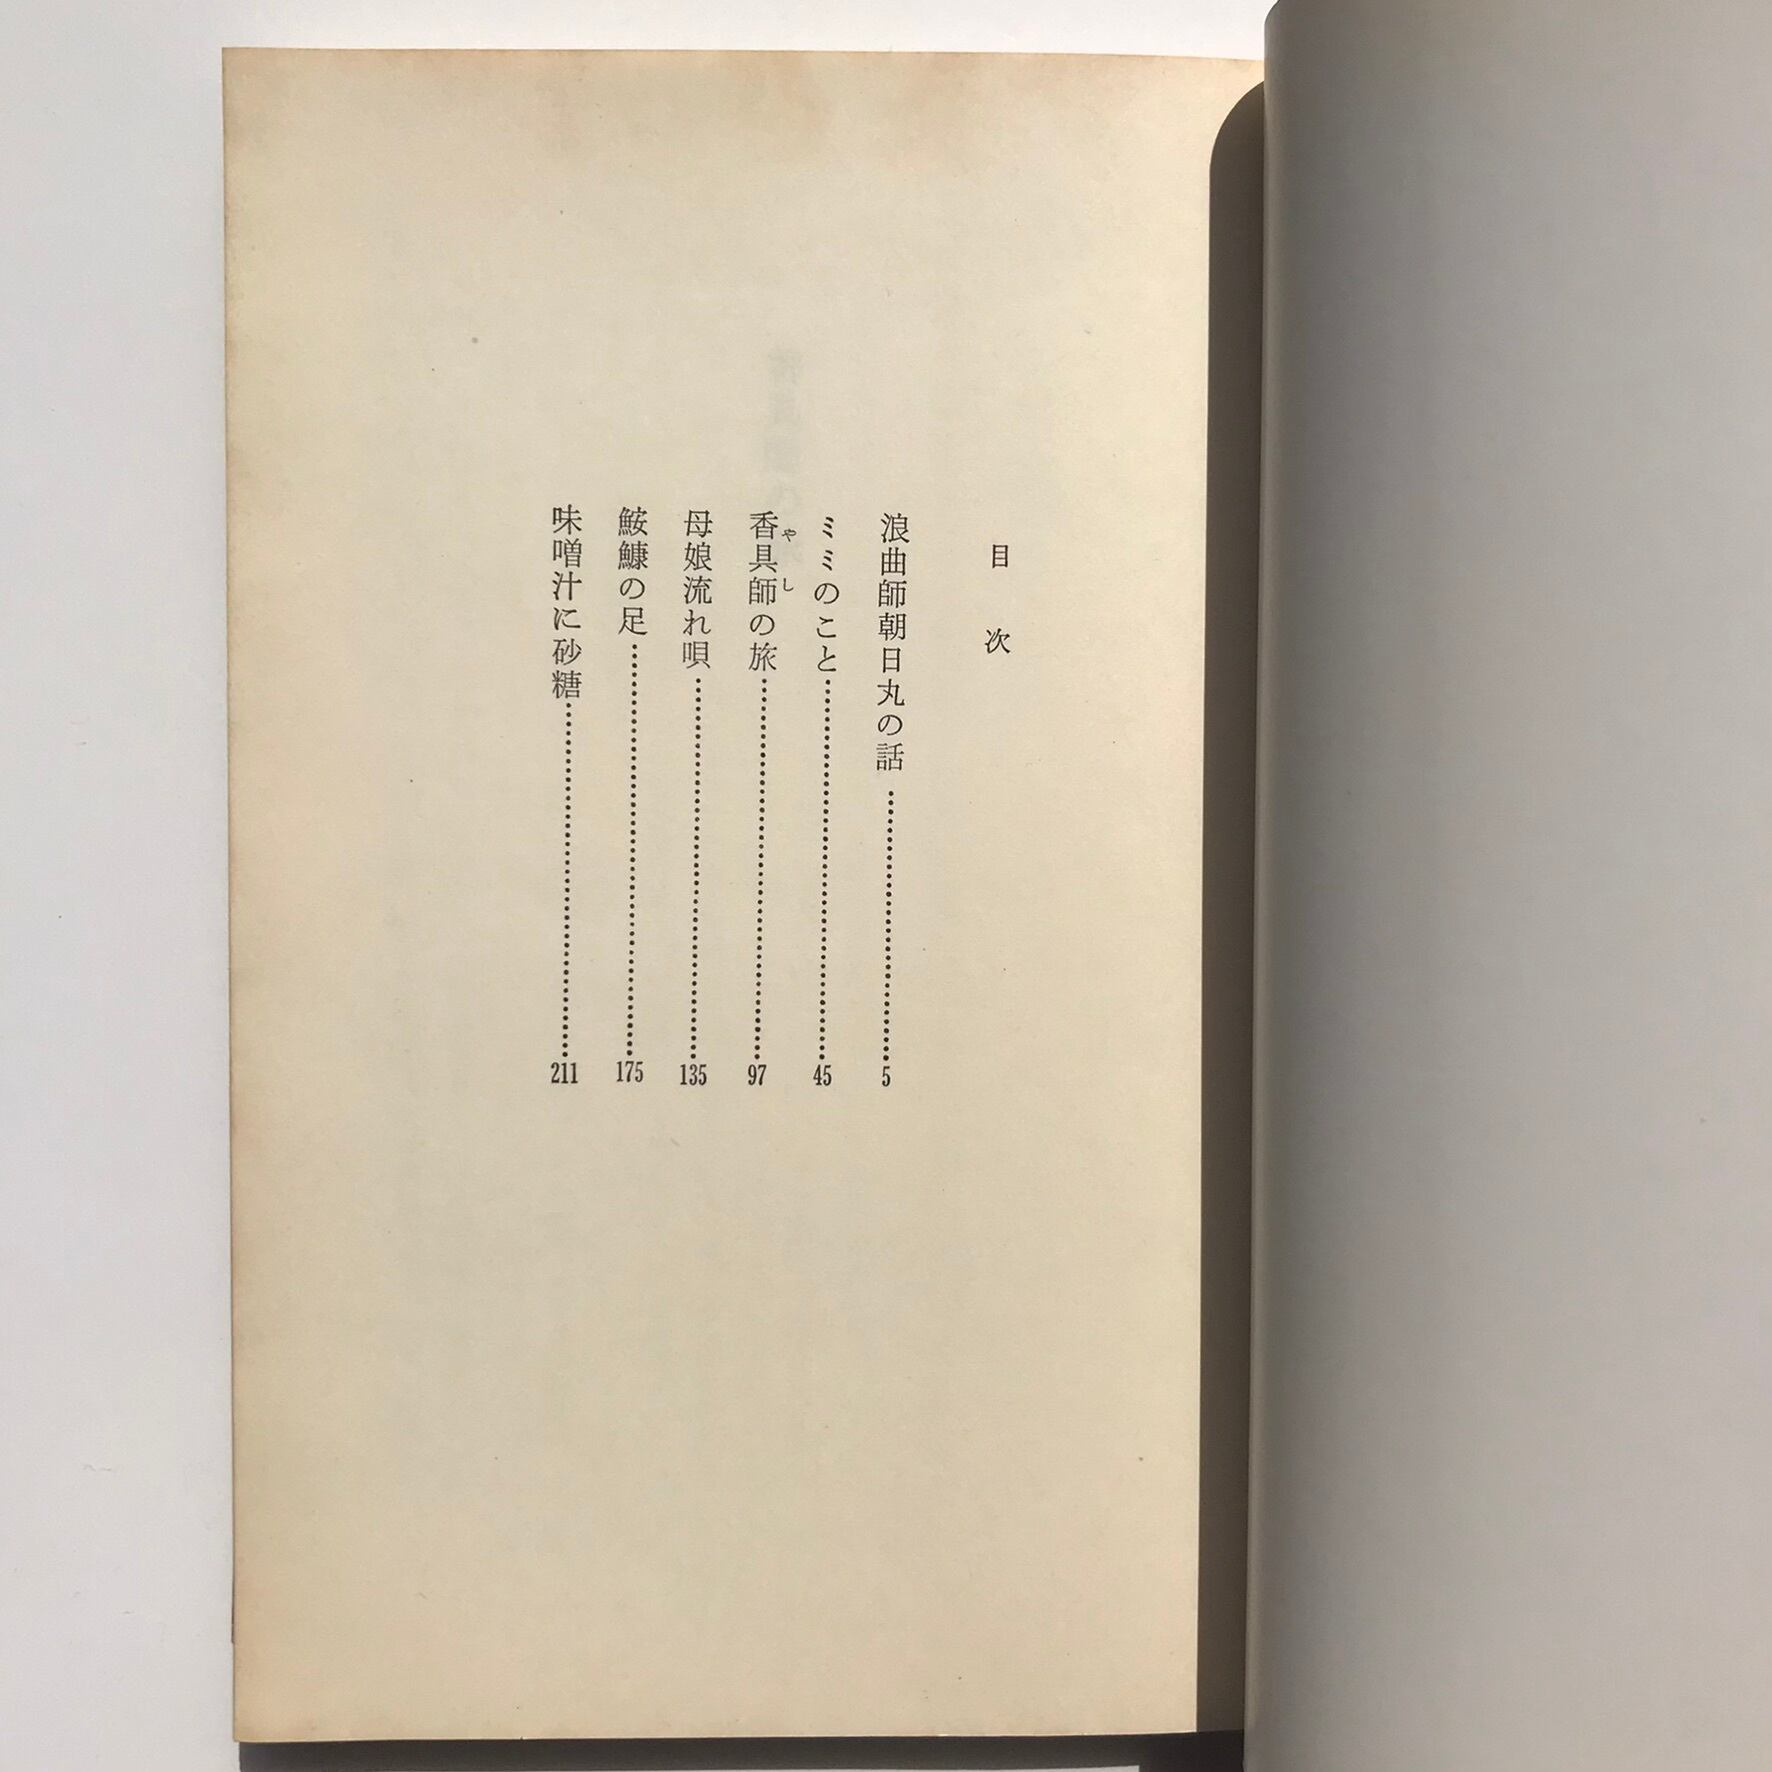 目次
浪曲師朝日丸の話……5
ミミのこと……45
香具師の旅……97
やし
母娘流れ唄……135
鮟鱇の足……175
味噌汁に砂糖……211